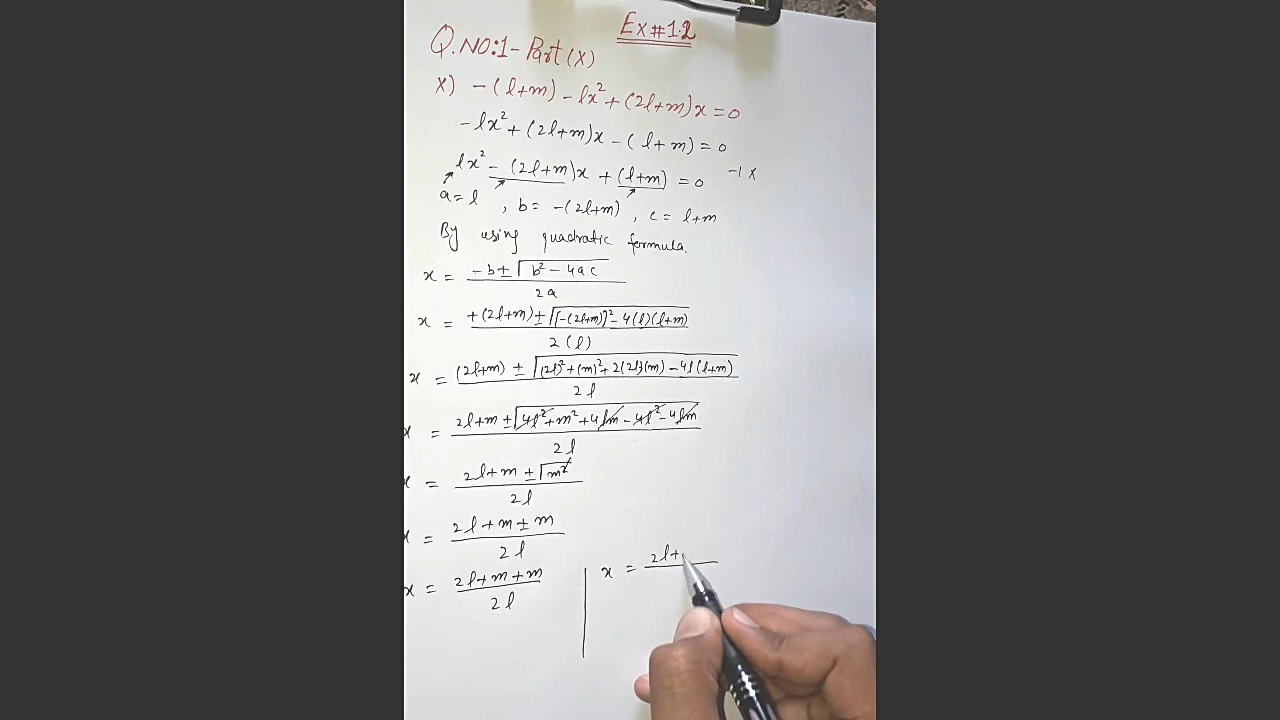 Ex#1.2
Q.NO:1- Part (x)
x) -(l+m) - lx² + (2l+m)x = 0
-lx² + (2l+m)x - (l+m) = 0
lx² - (2l+m)x + (l+m) = 0 -1 x
a = l , b = -(2l+m) , c = l+m
By using quadratic formula.
x = -b ± √b² - 4ac / 2a
x = +(2l+m) ± √[-(2l+m)]² - 4(l)(l+m) / 2(l)
x = (2l+m) ± √(2l)² + (m)² + 2(2l)(m) - 4l(l+m) / 2l
x = 2l+m ± √4l² + m² + 4lm - 4l² - 4lm / 2l
x = 2l+m ± √m² / 2l
x = 2l+m ± m / 2l
x = 2l+m+m / 2l
x = 2l+